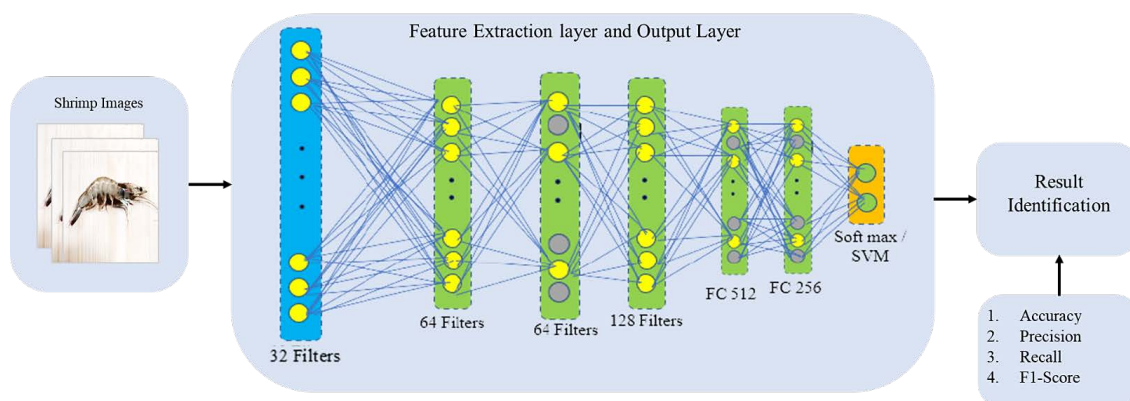 Feature Extraction layer and Output Layer
Shrimp Images
32 Filters
64 Filters
64 Filters
128 Filters
FC 512
FC 256
Soft max /
SVM
Result
Identification
1. Accuracy
2. Precision
3. Recall
4. F1-Score